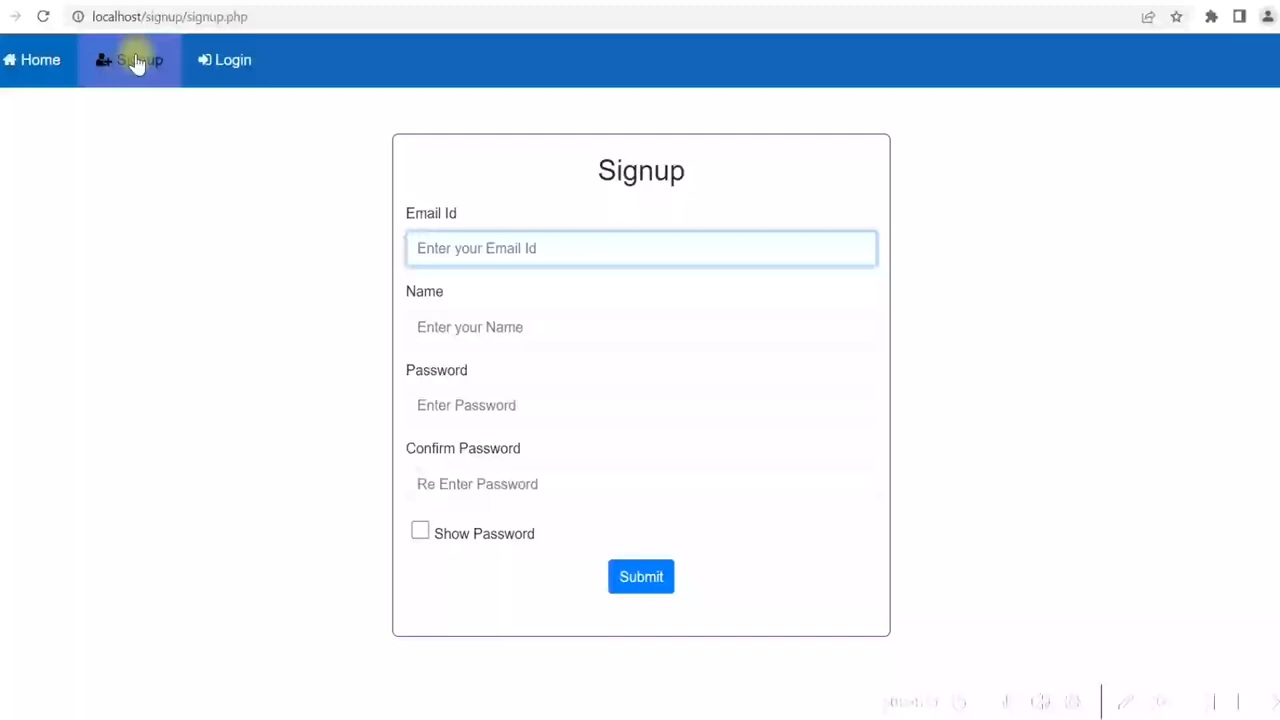 localhost/signup/signup.php
Home Signup Login
Signup
Email Id
Enter your Email Id
Name
Enter your Name
Password
Enter Password
Confirm Password
Re Enter Password
Show Password
Submit